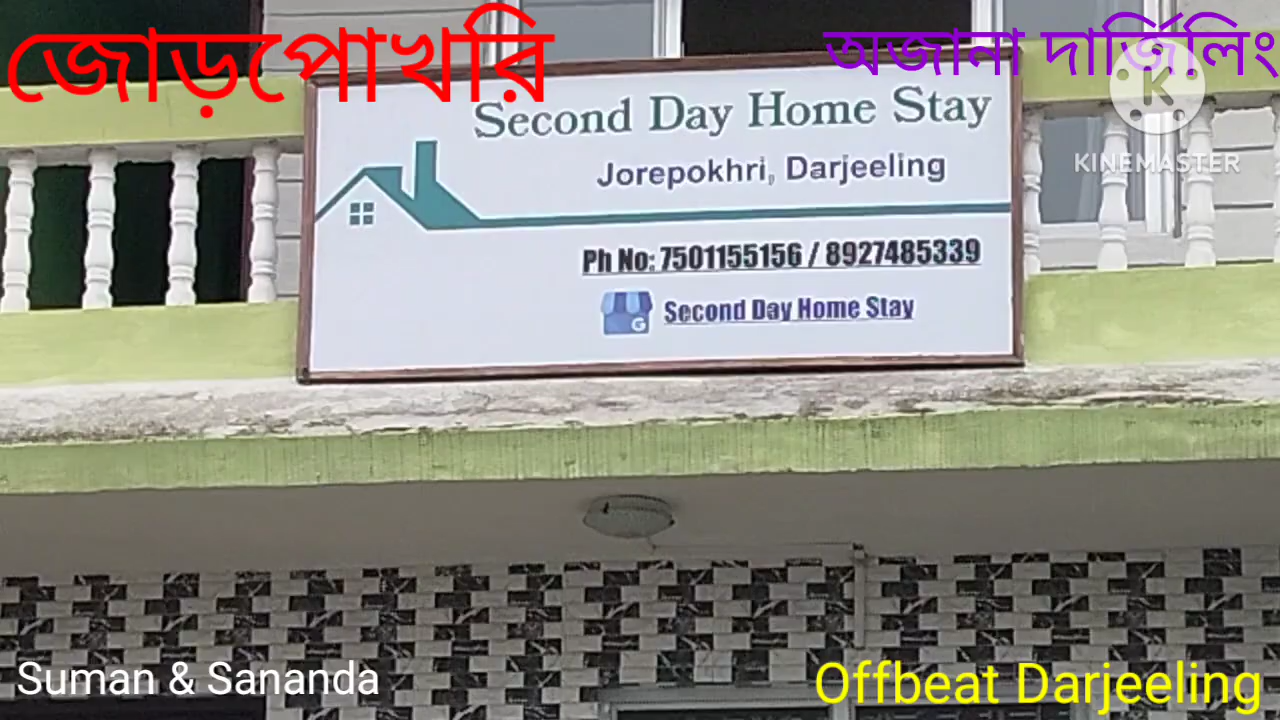 জোড়পোখরি
অজানা দার্জিলিং
K
KINEMASTER
Second Day Home Stay
Jorepokhri, Darjeeling
Ph No: 7501155156 / 8927485339
G
Second Day Home Stay
Suman & Sananda
Offbeat Darjeeling